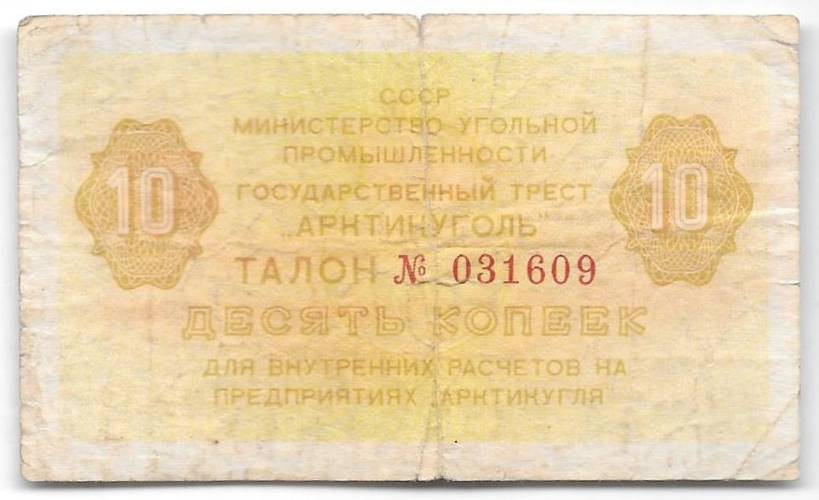 СССР
МИНИСТЕРСТВО УГОЛЬНОЙ
ПРОМЫШЛЕННОСТИ
ГОСУДАРСТВЕННЫЙ ТРЕСТ
„АРКТИКУГОЛЬ"
10 10
ТАЛОН № 031609
ДЕСЯТЬ КОПЕЕК
ДЛЯ ВНУТРЕННИХ РАСЧЕТОВ НА
ПРЕДПРИЯТИЯХ „АРКТИКУГЛЯ"